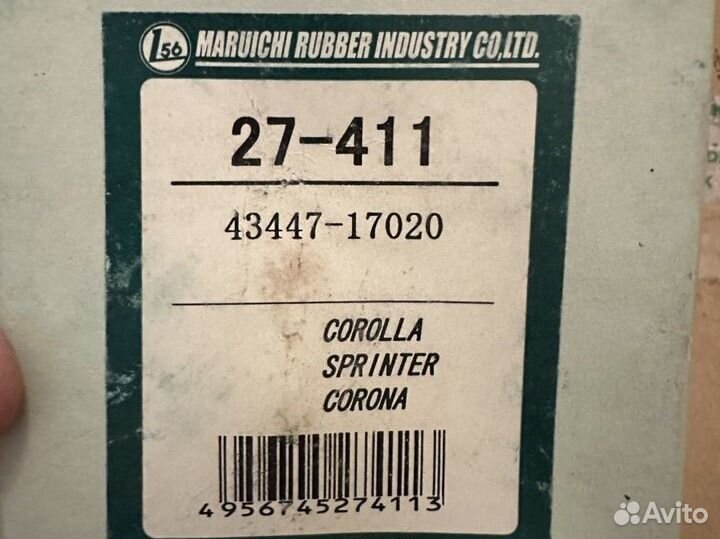 156 MARUICHI RUBBER INDUSTRY CO,LTD.
27-411
43447-17020
COROLLA
SPRINTER
CORONA
4956745274113
Avito